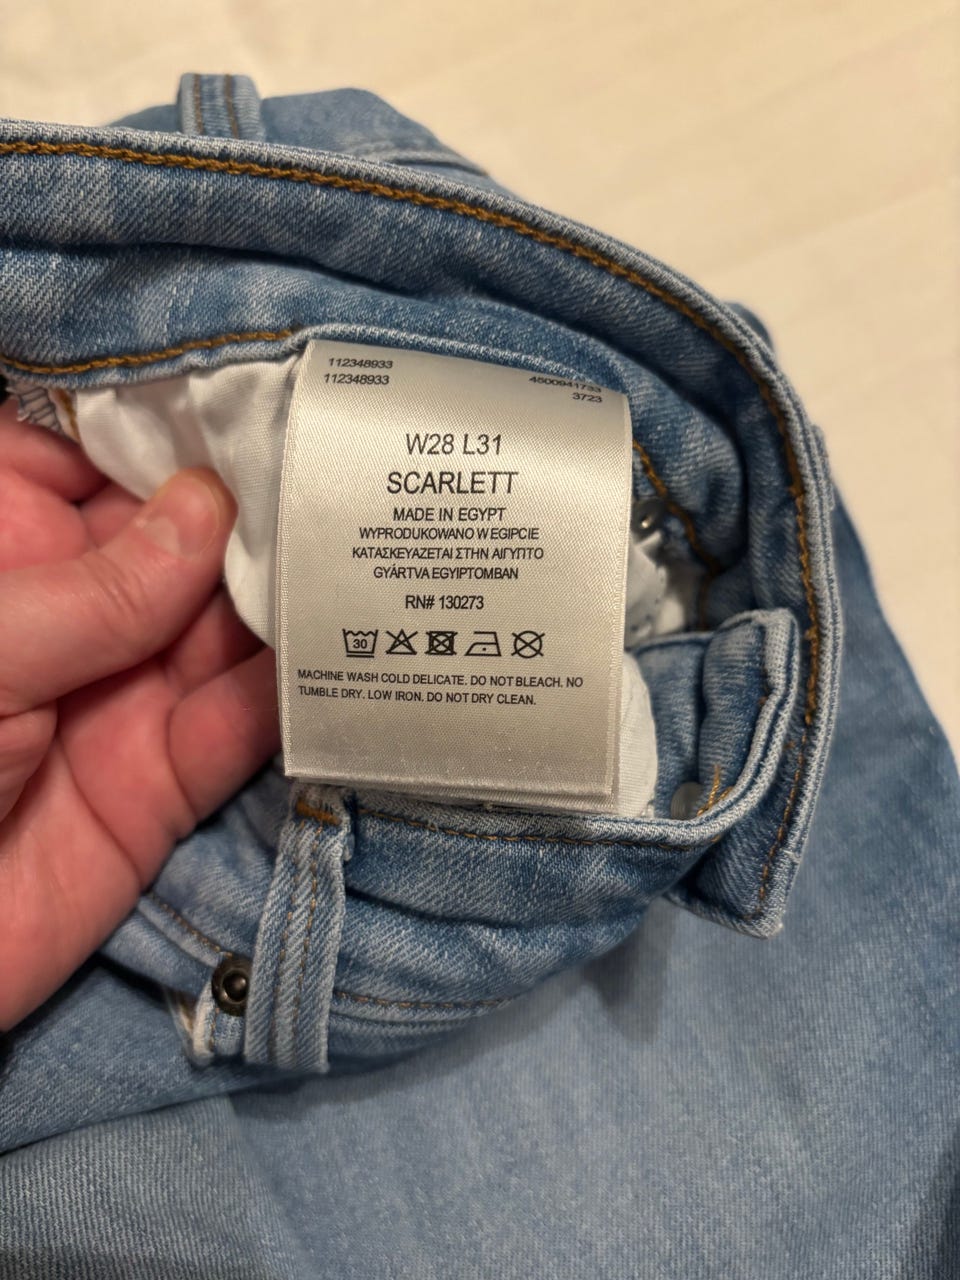 112348933
112348933
4500941733
3723
W28 L31
SCARLETT
MADE IN EGYPT
WYPRODUKOWANO W EGIPCIE
ΚΑΤΑΣΚΕΥΑΖΕΤΑΙ ΣΤΗΝ ΑΙΓΥΠΤΟ
GYÁRTVA EGYIPTOMBAN
RN# 130273
30
MACHINE WASH COLD DELICATE. DO NOT BLEACH. NO
TUMBLE DRY. LOW IRON. DO NOT DRY CLEAN.